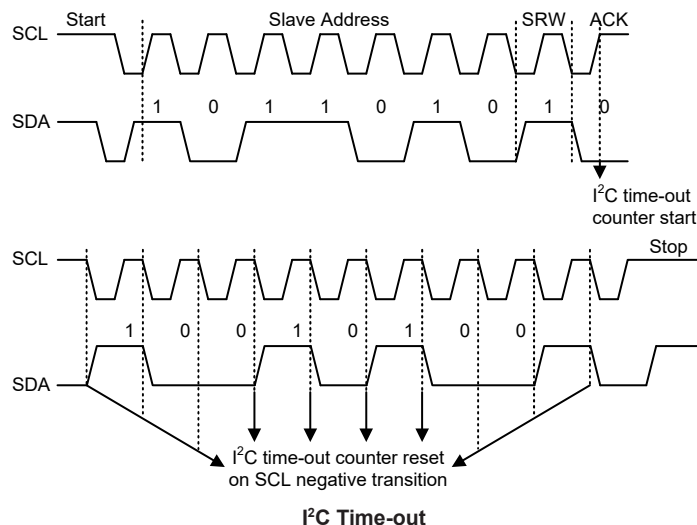 Start Slave Address SRW ACK
SCL
1 0 1 1 0 1 0 1 0
SDA
I²C time-out
counter start
SCL Stop
1 0 0 1 0 1 0 0
SDA
I²C time-out counter reset
on SCL negative transition
I²C Time-out